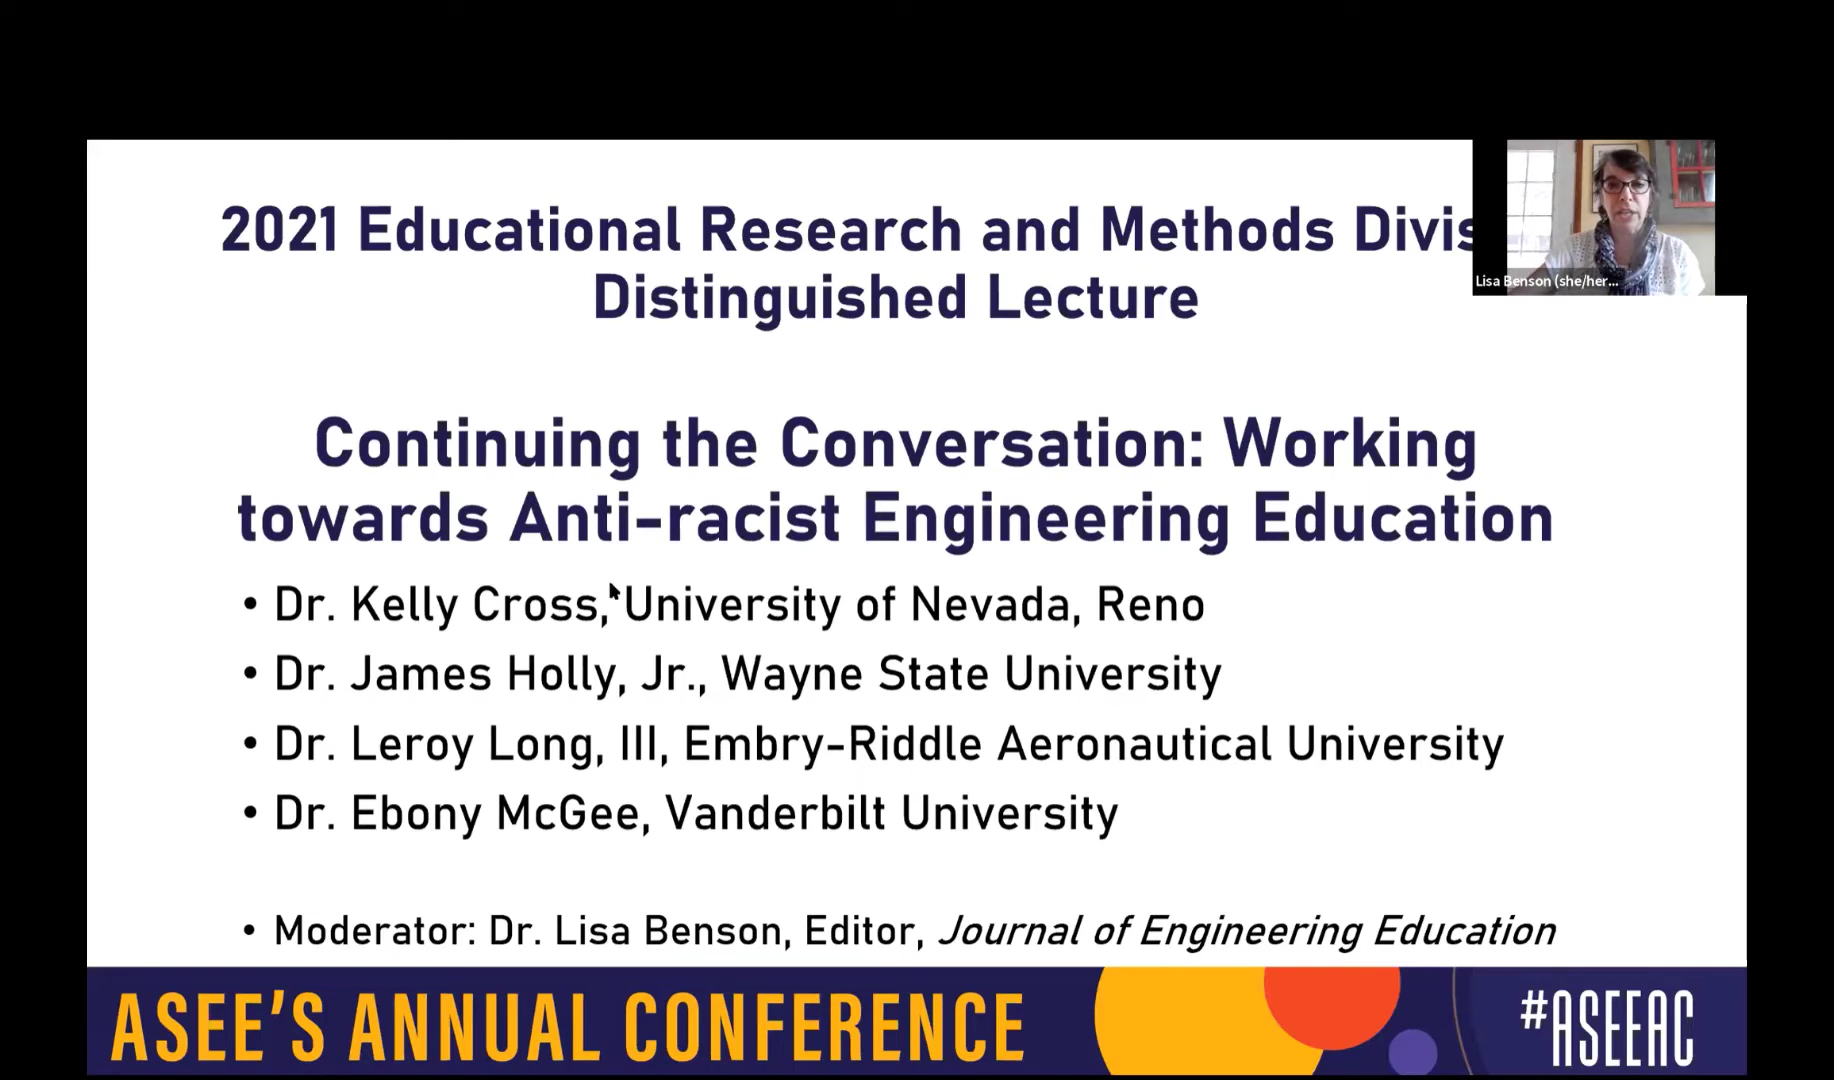 2021 Educational Research and Methods Divis
Distinguished Lecture
Lisa Benson (she/her...
Continuing the Conversation: Working
towards Anti-racist Engineering Education
• Dr. Kelly Cross, University of Nevada, Reno
• Dr. James Holly, Jr., Wayne State University
• Dr. Leroy Long, III, Embry-Riddle Aeronautical University
• Dr. Ebony McGee, Vanderbilt University
• Moderator: Dr. Lisa Benson, Editor, Journal of Engineering Education
ASEE'S ANNUAL CONFERENCE
#ASEEAC